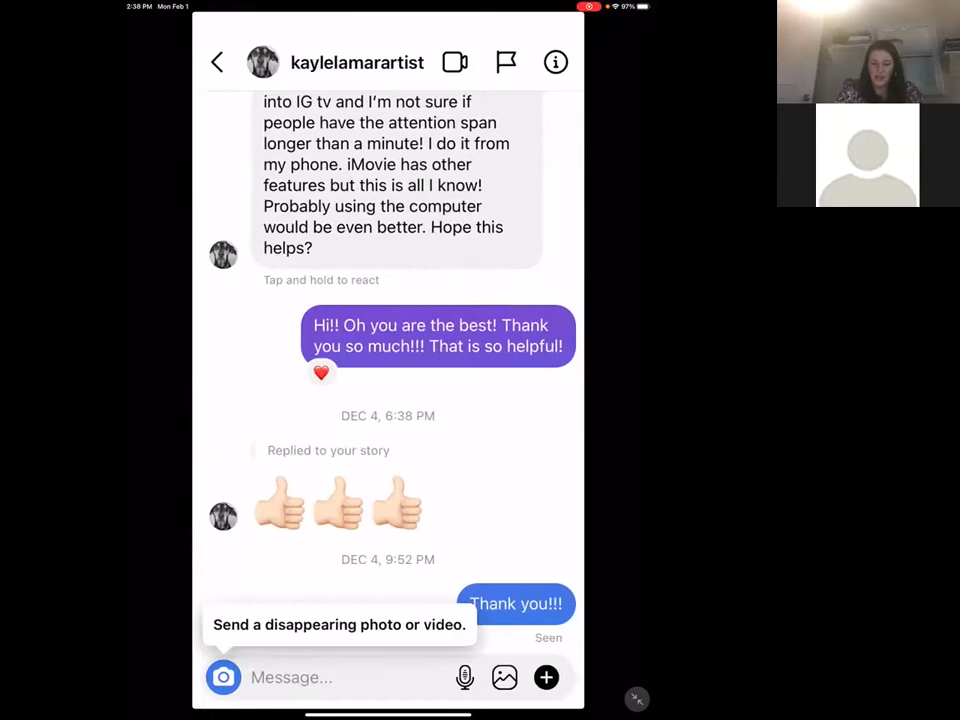 2:38 PM Mon Feb 1
97%
kaylelamarartist
into IG tv and I'm not sure if
people have the attention span
longer than a minute! I do it from
my phone. iMovie has other
features but this is all I know!
Probably using the computer
would be even better. Hope this
helps?
Tap and hold to react
Hi!! Oh you are the best! Thank
you so much!!! That is so helpful!
DEC 4, 6:38 PM
Replied to your story
DEC 4, 9:52 PM
Thank you!!!
Send a disappearing photo or video.
Seen
Message...